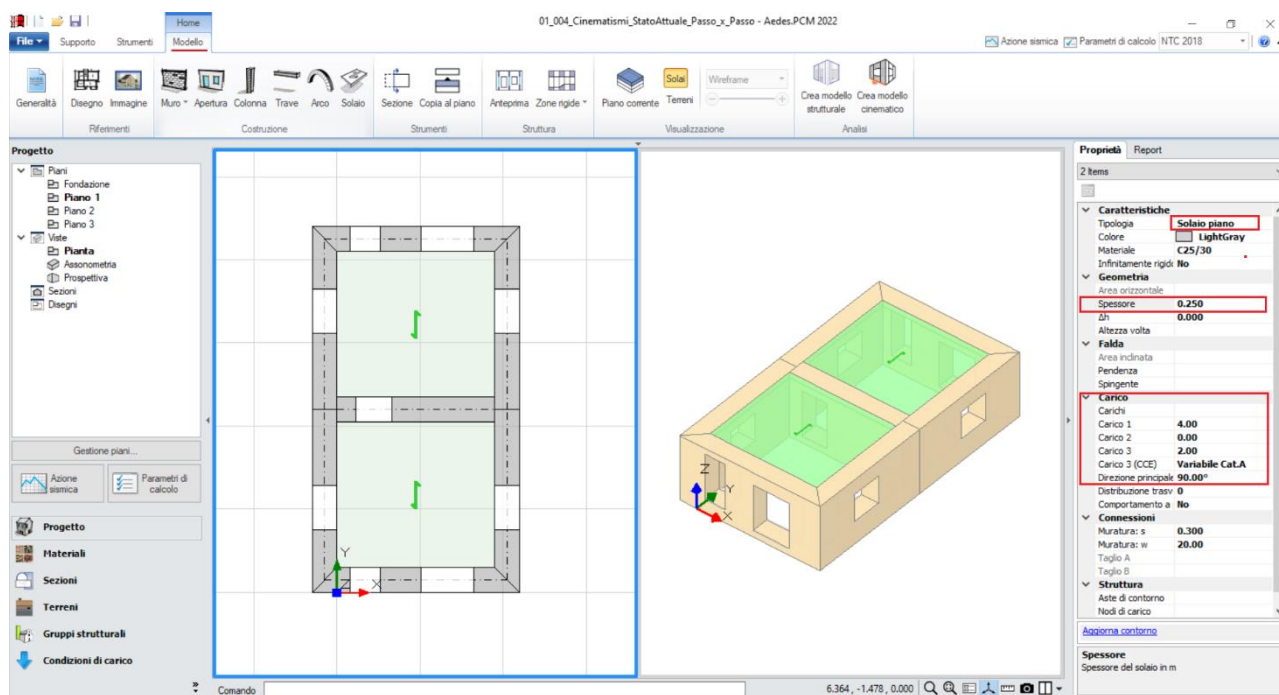 01_004_Cinematismi_StatoAttuale_Passo_x_Passo - Aedes.PCM 2022
Home
File Supporto Strumenti Modello
Azione sismica Parametri di calcolo NTC 2018
Generalità Disegno Immagine Muro Apertura Colonna Trave Arco Solaio Sezione Copia al piano Anteprima Zone rigide Piano corrente Solai Terreni Wireframe Crea modello strutturale Crea modello cinematico
Riferimenti Costruzione Strumenti Struttura Visualizzazione Analisi
Progetto
Piani
Fondazione
Piano 1
Piano 2
Piano 3
Viste
Pianta
Assonometria
Prospettiva
Sezioni
Disegni
Gestione piani...
Azione sismica
Parametri di calcolo
Progetto
Materiali
Sezioni
Terreni
Gruppi strutturali
Condizioni di carico
Y
Z X
Z
Y
X
Comando
6.364 , -1.478 , 0.000
Proprietà Report
2 Items
Caratteristiche
Tipologia Solaio piano
Colore LightGray
Materiale C25/30
Infinitamente rigido No
Geometria
Area orizzontale
Spessore 0.250
Δh 0.000
Altezza volta
Falda
Area inclinata
Pendenza
Spingente
Carico
Carichi
Carico 1 4.00
Carico 2 0.00
Carico 3 2.00
Carico 3 (CCE) Variabile Cat.A
Direzione principale 90.00°
Distribuzione trasv 0
Comportamento a No
Connessioni
Muratura: s 0.300
Muratura: w 20.00
Taglio A
Taglio B
Struttura
Aste di contorno
Nodi di carico
Aggiorna contorno
Spessore
Spessore del solaio in m